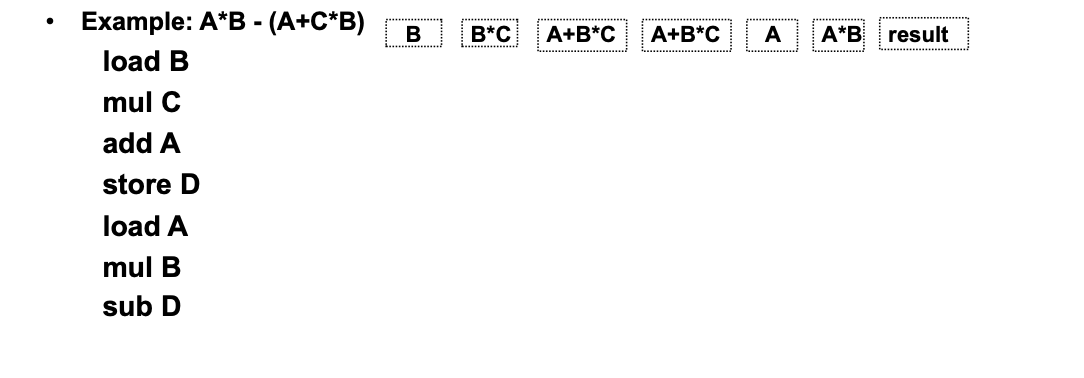 • Example: A*B - (A+C*B) B B*C A+B*C A+B*C A A*B result
load B
mul C
add A
store D
load A
mul B
sub D